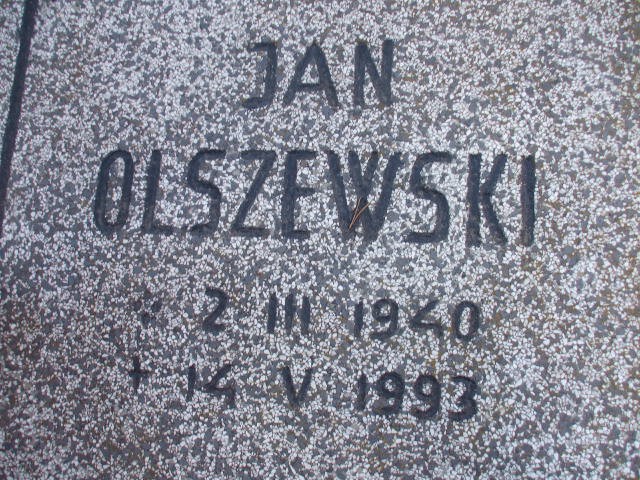 JAN
OLSZEWSKI
2 III 1940
† 14 V 1993